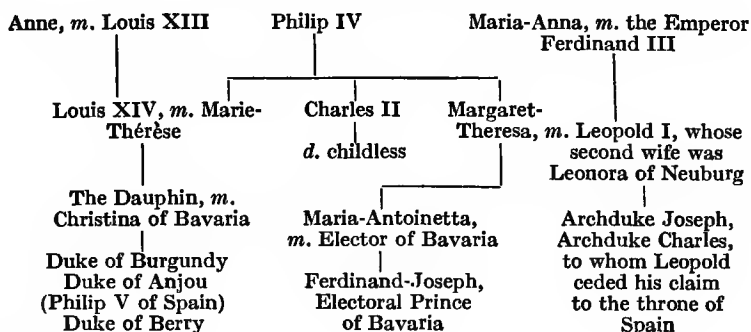 Anne, m. Louis XIII
Philip IV
Maria-Anna, m. the Emperor
Ferdinand III
Louis XIV, m. Marie-
Thérèse
Charles II
d. childless
Margaret-
Theresa, m. Leopold I, whose
second wife was
Leonora of Neuburg
The Dauphin, m.
Christina of Bavaria
Maria-Antoinetta,
m. Elector of Bavaria
Archduke Joseph,
Archduke Charles,
to whom Leopold
ceded his claim
to the throne of
Spain
Duke of Burgundy
Duke of Anjou
(Philip V of Spain)
Duke of Berry
Ferdinand-Joseph,
Electoral Prince
of Bavaria